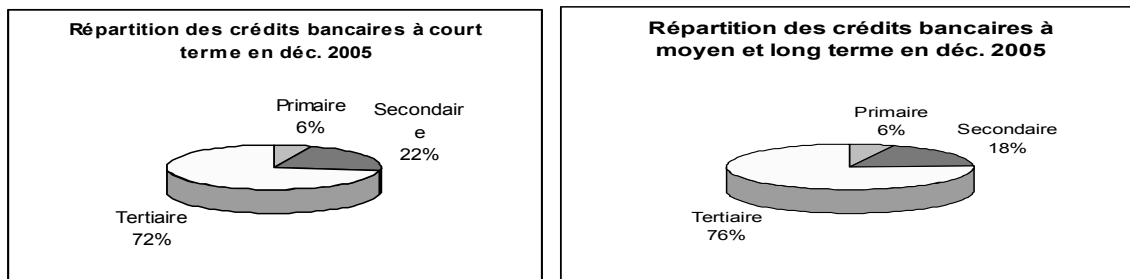 Répartition des crédits bancaires à court
terme en déc. 2005
Primaire
6%
Secondair
e
22%
Tertiaire
72%
Répartition des crédits bancaires à
moyen et long terme en déc. 2005
Primaire
6%
Secondaire
18%
Tertiaire
76%